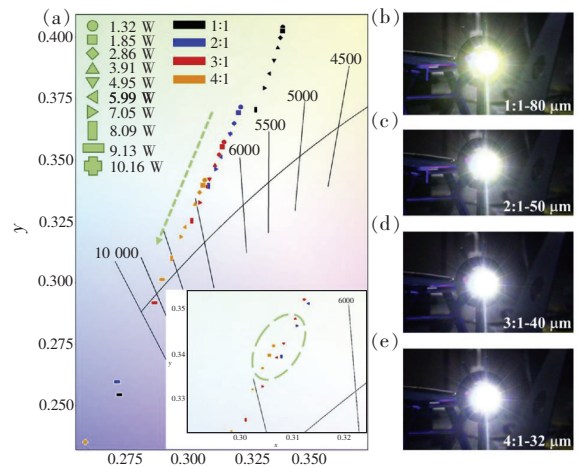 (a)
1.32 W
1.85 W
2.86 W
3.91 W
4.95 W
5.99 W
7.05 W
8.09 W
9.13 W
10.16 W
1:1
2:1
3:1
4:1
4500
5000
5500
6000
10 000
y
0.400
0.375
0.350
0.325
0.300
0.275
0.250
0.275
0.300
0.325
0.350
0.35
0.34
0.33
y
6000
0.30
0.31
0.32
x
(b)
1:1-80 μm
(c)
2:1-50 μm
(d)
3:1-40 μm
(e)
4:1-32 μm